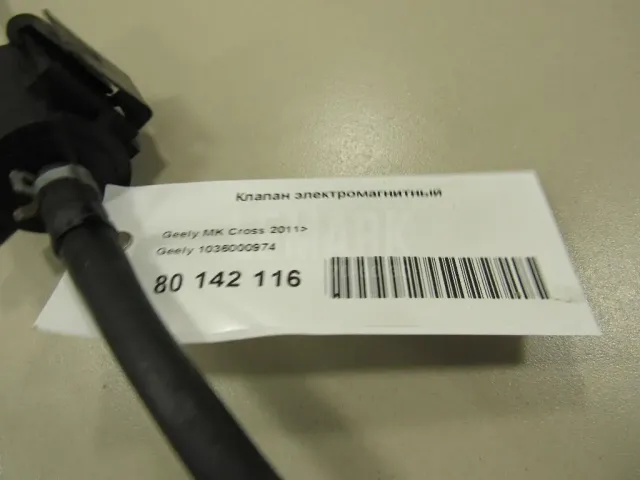 Клапан электромагнитный
Geely MK Cross 2011>
Geely 1036000974
80 142 116